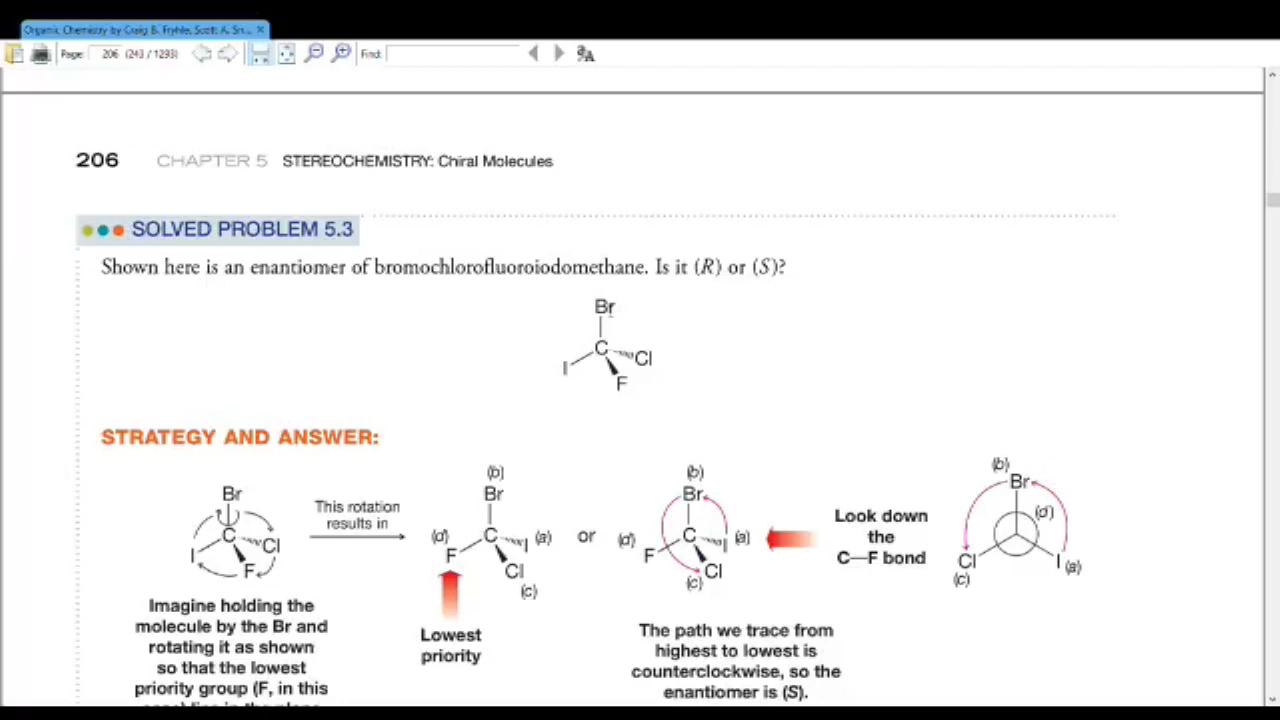 Organic Chemistry by Craig B. Fryhle, Scott A. Sn... ×
Page: 206 (243 / 1293) Find:
206 CHAPTER 5 STEREOCHEMISTRY: Chiral Molecules
SOLVED PROBLEM 5.3
Shown here is an enantiomer of bromochlorofluoroiodomethane. Is it (R) or (S)?
Br
C
Cl
I
F
STRATEGY AND ANSWER:
Br
C
I
Cl
F
This rotation
results in
(b)
Br
(d)
C
I (a)
F
Cl
(c)
or
(b)
Br
(d)
C
I (a)
F
Cl
(c)
Look down
the
C—F bond
(b)
Br
(d)
Cl
(c)
I
(a)
Imagine holding the
molecule by the Br and
rotating it as shown
so that the lowest
priority group (F, in this
Lowest
priority
The path we trace from
highest to lowest is
counterclockwise, so the
enantiomer is (S).